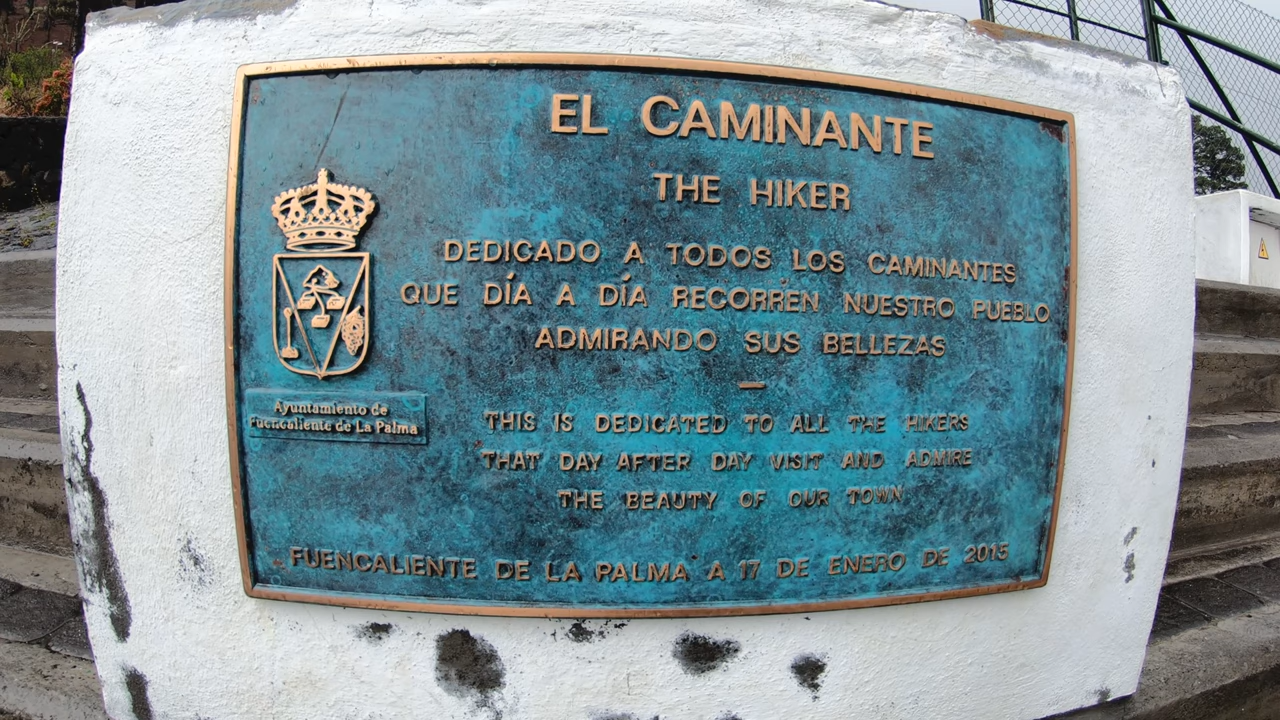 EL CAMINANTE
THE HIKER
DEDICADO A TODOS LOS CAMINANTES
QUE DÍA A DÍA RECORREN NUESTRO PUEBLO
ADMIRANDO SUS BELLEZAS
—
THIS IS DEDICATED TO ALL THE HIKERS
THAT DAY AFTER DAY VISIT AND ADMIRE
THE BEAUTY OF OUR TOWN
Ayuntamiento de
Fuencaliente de La Palma
FUENCALIENTE DE LA PALMA A 17 DE ENERO DE 2015